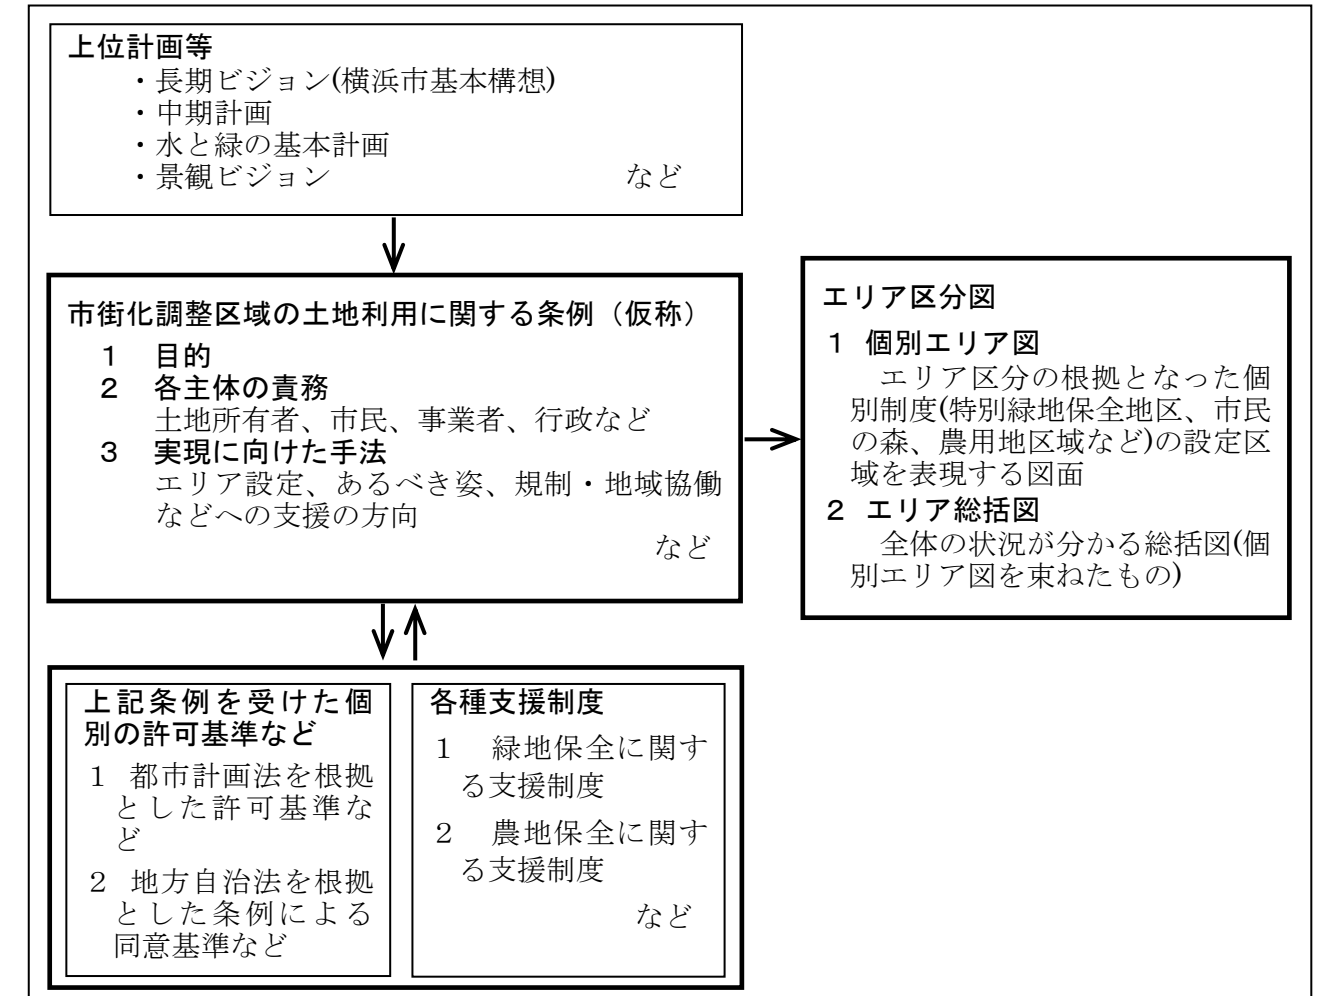 上位計画等
・長期ビジョン(横浜市基本構想)
・中期計画
・水と緑の基本計画
・景観ビジョン　など
市街化調整区域の土地利用に関する条例（仮称）
１　目的
２　各主体の責務
土地所有者、市民、事業者、行政など
３　実現に向けた手法
エリア設定、あるべき姿、規制・地域協働
などへの支援の方向
など
エリア区分図
１ 個別エリア図
エリア区分の根拠となった個
別制度(特別緑地保全地区、市民
の森、農用地区域など)の設定区
域を表現する図面
２ エリア総括図
全体の状況が分かる総括図(個
別エリア図を束ねたもの)
上記条例を受けた個
別の許可基準など
１ 都市計画法を根拠
とした許可基準な
ど
２ 地方自治法を根拠
とした条例による
同意基準など
各種支援制度
１　緑地保全に関す
る支援制度
２　農地保全に関す
る支援制度
など